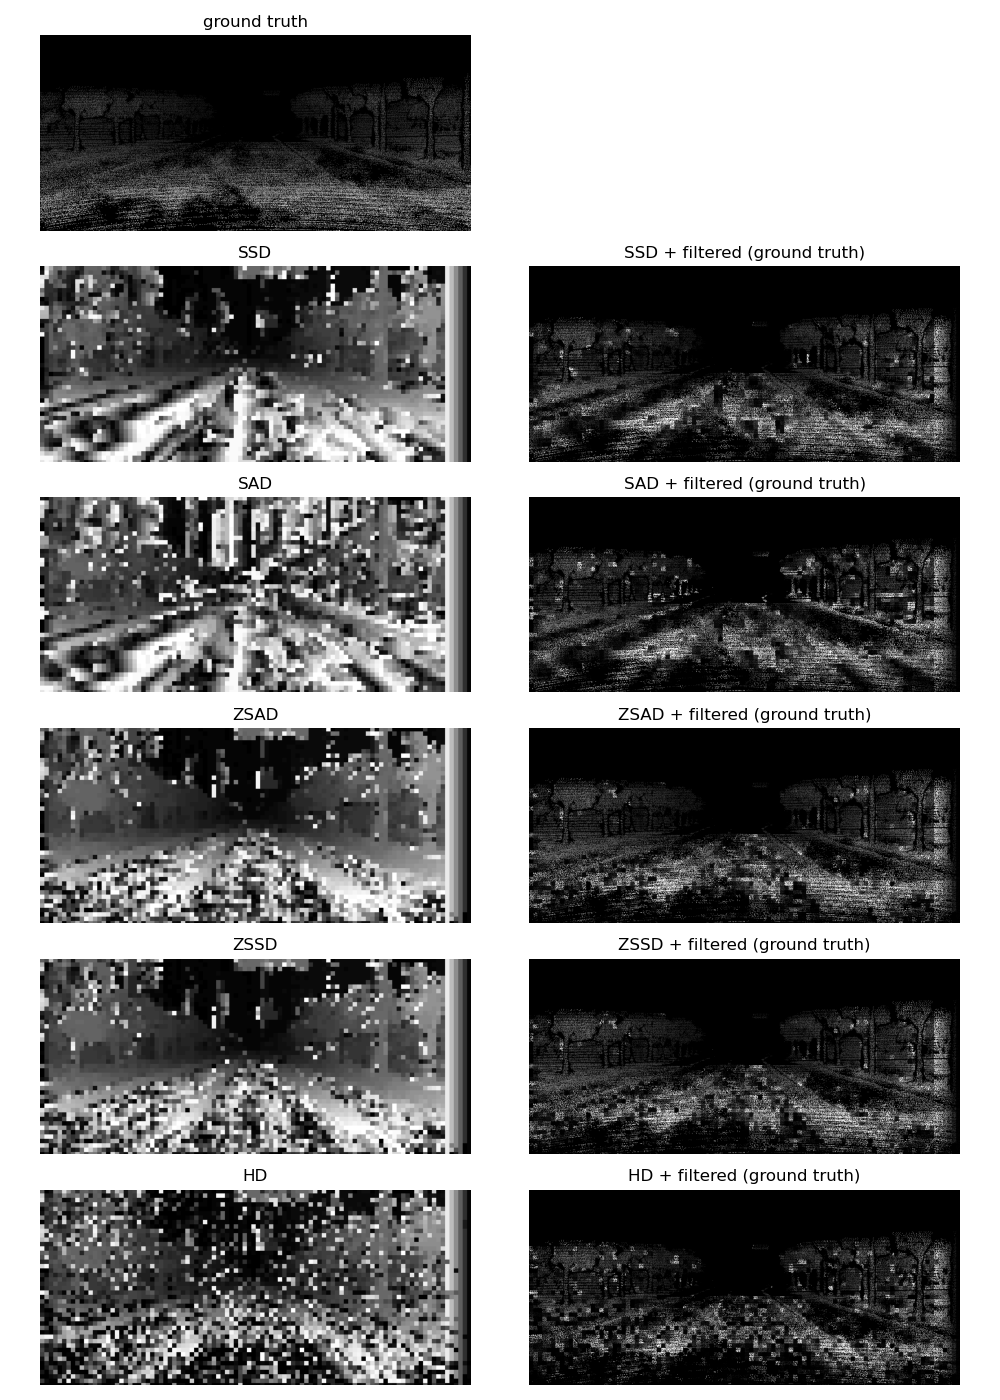 ground truth
SSD
SSD + filtered (ground truth)
SAD
SAD + filtered (ground truth)
ZSAD
ZSAD + filtered (ground truth)
ZSSD
ZSSD + filtered (ground truth)
HD
HD + filtered (ground truth)